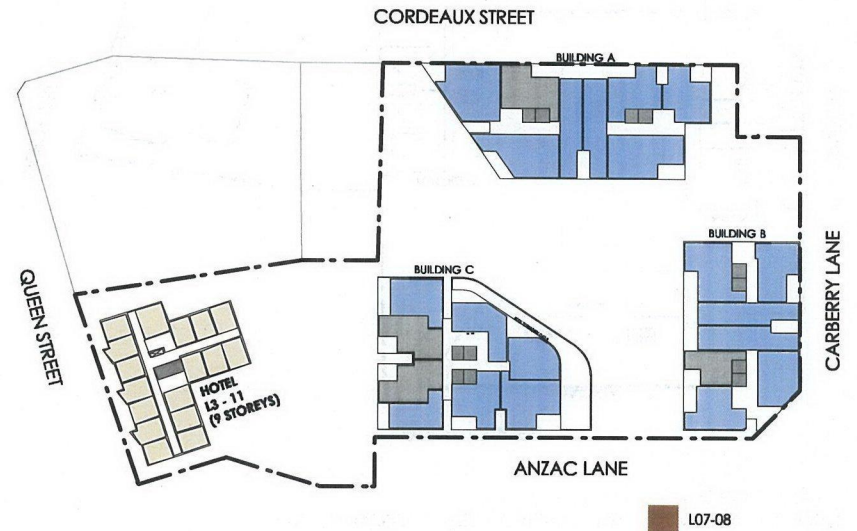 CORDEAUX STREET
BUILDING A
BUILDING B
CARBERRY LANE
BUILDING C
QUEEN STREET
HOTEL
L3 - 11
(9 STOREYS)
ANZAC LANE
L07-08